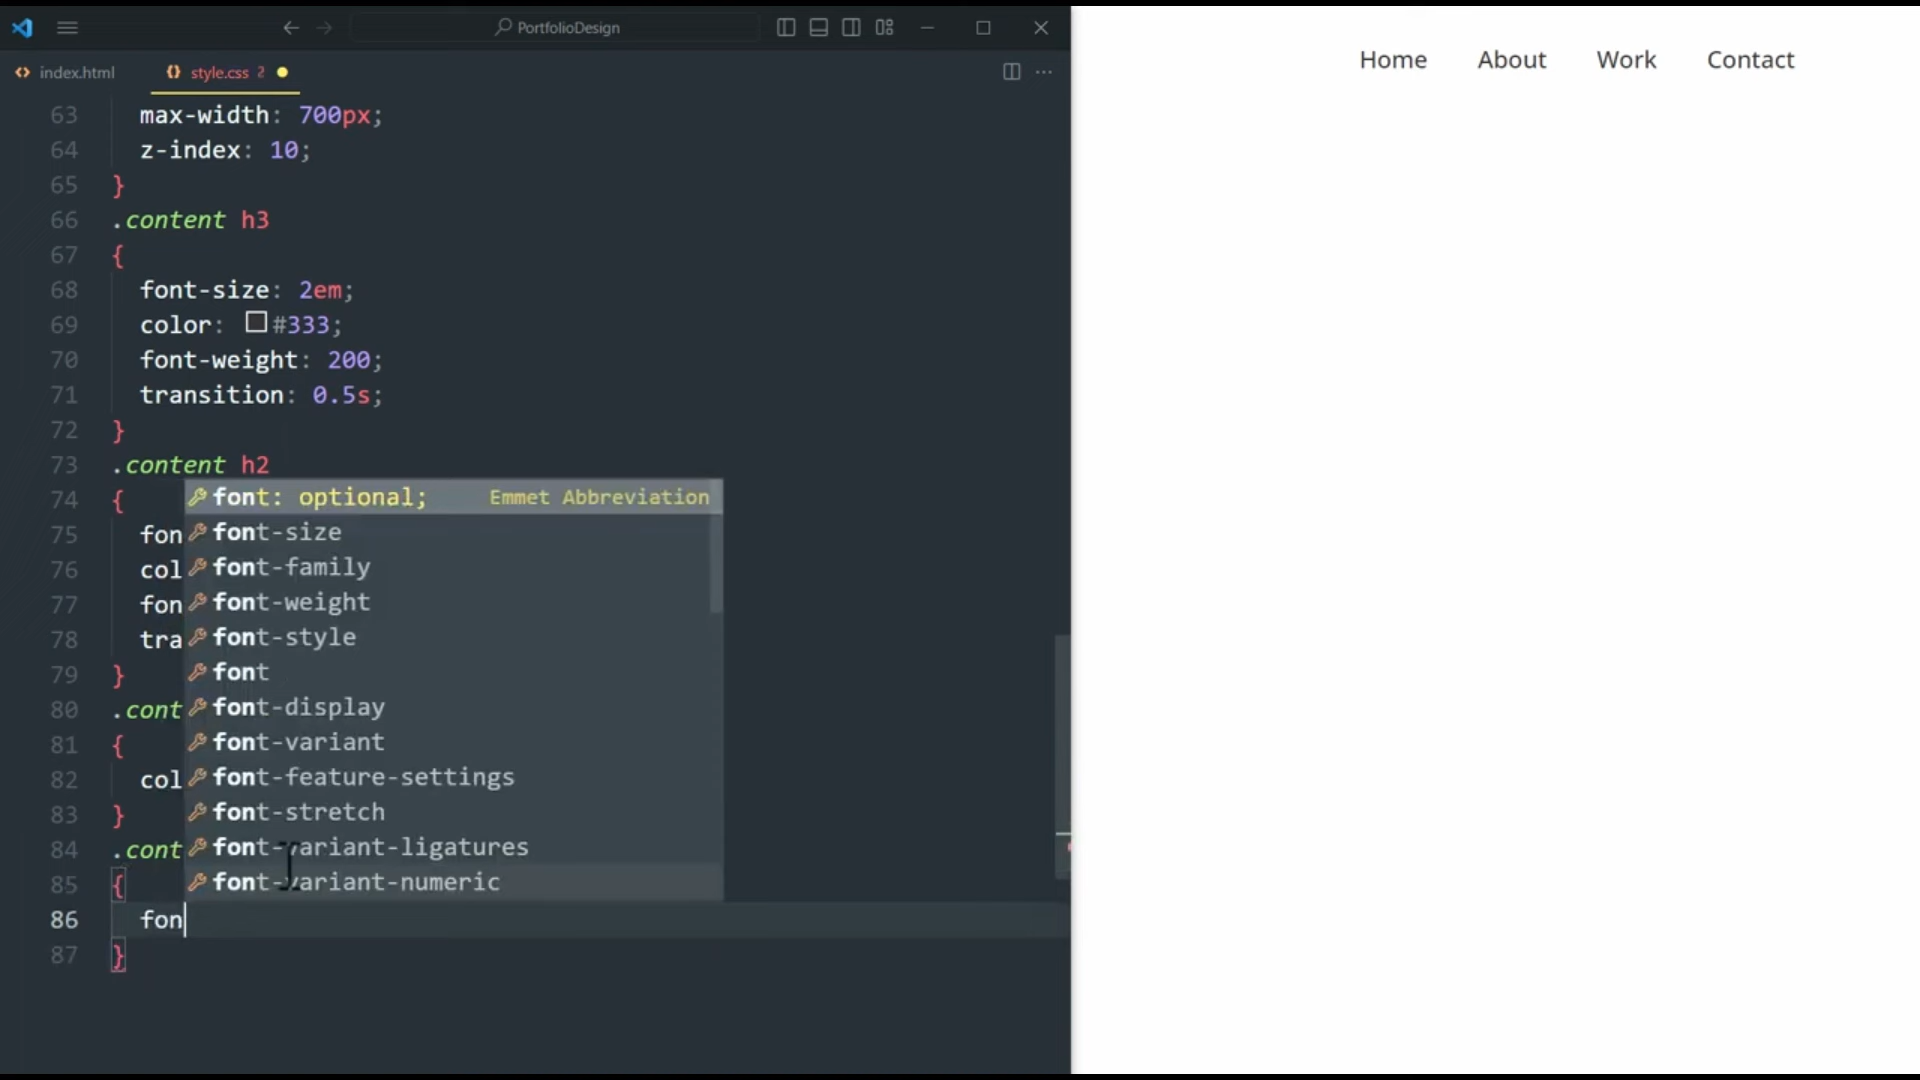 PortfolioDesign
index.html
style.css 2
Home About Work Contact
63 max-width: 700px;
64 z-index: 10;
65 }
66 .content h3
67 {
68 font-size: 2em;
69 color: #333;
70 font-weight: 200;
71 transition: 0.5s;
72 }
73 .content h2
74 {
75 fon
76 col
77 fon
78 tra
79 }
80 .cont
81 {
82 col
83 }
84 .cont
85 {
86 fon
87 }
font: optional; Emmet Abbreviation
font-size
font-family
font-weight
font-style
font
font-display
font-variant
font-feature-settings
font-stretch
font-variant-ligatures
font-variant-numeric